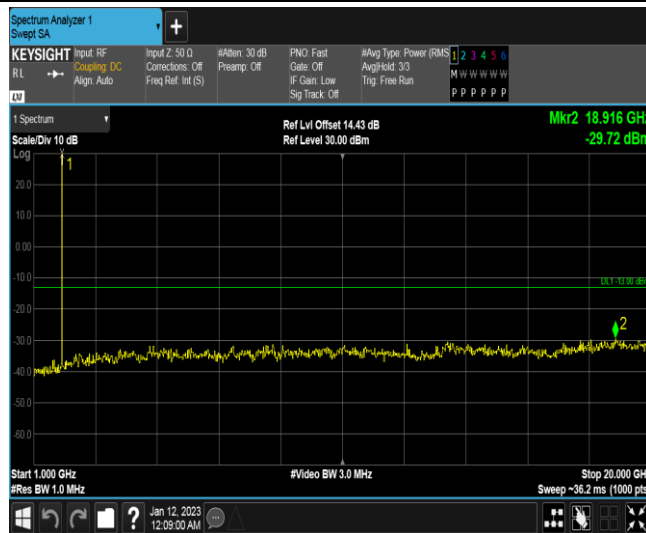 Spectrum Analyzer 1
Swept SA
+
KEYSIGHT
RL
LXI
Input: RF
Coupling: DC
Align: Auto
Input Z: 50 Ω
Corrections: Off
Freq Ref: Int (S)
#Atten: 30 dB
Preamp: Off
PNO: Fast
Gate: Off
IF Gain: Low
Sig Track: Off
#Avg Type: Power (RMS
Avg|Hold: 3/3
Trig: Free Run
1 2 3 4 5 6
M W W W W W
P P P P P P
1 Spectrum
Scale/Div 10 dB
Log
Ref Lvl Offset 14.43 dB
Ref Level 30.00 dBm
Mkr2 18.916 GHz
-29.72 dBm
1
20.0
10.0
0.00
-10.0
DL1 -13.00 dBm
-20.0
-30.0
2
-40.0
-50.0
-60.0
Start 1.000 GHz
#Res BW 1.0 MHz
#Video BW 3.0 MHz
Stop 20.000 GHz
Sweep ~36.2 ms (1000 pts)
?
Jan 12, 2023
12:09:00 AM